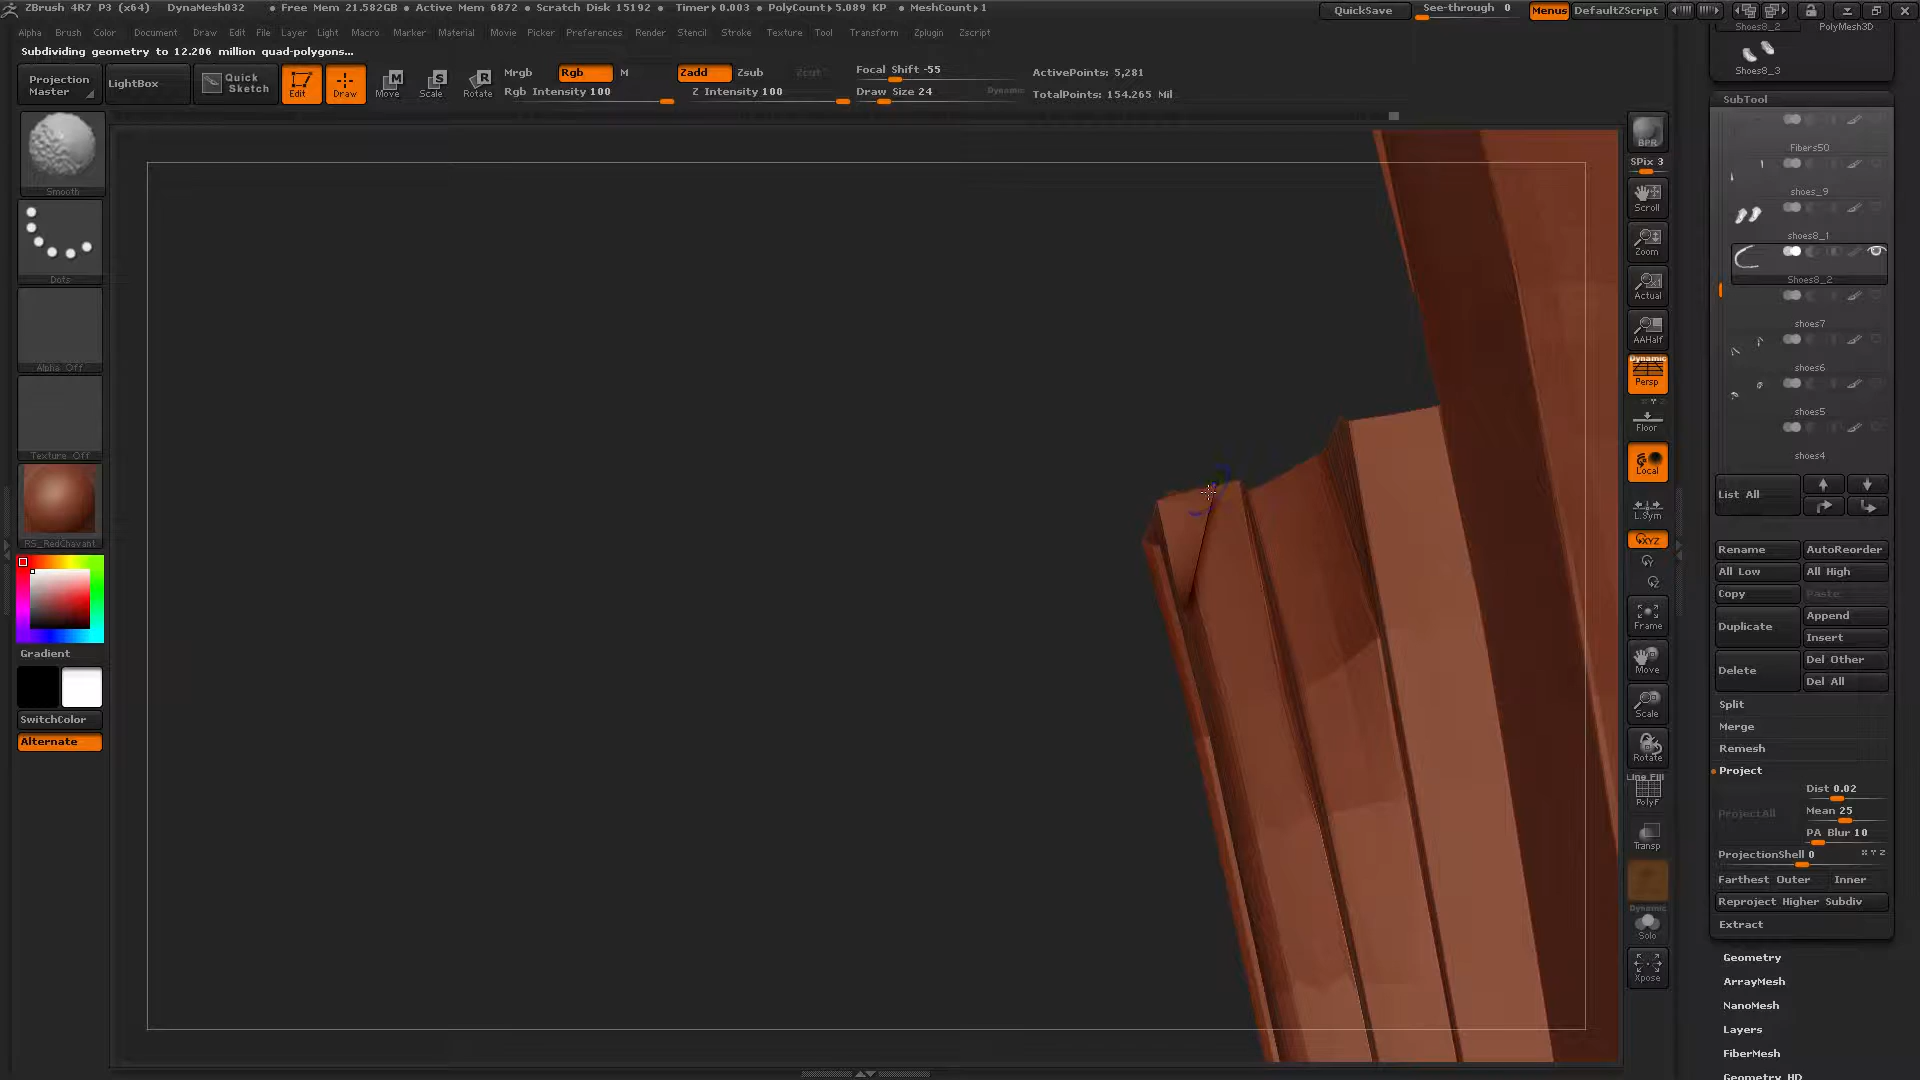 ZBrush 4R7 P3 (x64) DynaMesh032 • Free Mem 21.582GB • Active Mem 6872 • Scratch Disk 15192 • Timer▸0.003 • PolyCount▸5.089 KP • MeshCount▸1 QuickSave See-through 0 Menus DefaultZScript
Alpha Brush Color Document Draw Edit File Layer Light Macro Marker Material Movie Picker Preferences Render Stencil Stroke Texture Tool Transform Zplugin Zscript
Subdividing geometry to 12.206 million quad-polygons...
Projection Master
LightBox
Quick Sketch
Edit
Draw
Move
Scale
Rotate
Mrgb Rgb M
Rgb Intensity 100
Zadd Zsub Zcut
Z Intensity 100
Focal Shift -55
Draw Size 24 Dynamic
ActivePoints: 5,281
TotalPoints: 154.265 Mil
Smooth
Dots
Alpha Off
Texture Off
RS_RedChavant
Gradient
SwitchColor
Alternate
BPR
SPix 3
Scroll
Zoom
Actual
AAHalf
Dynamic
Persp
Floor
Local
L.Sym
XYZ
Frame
Move
Scale
Rotate
Line Fill
PolyF
Transp
Dynamic
Solo
Xpose
Shoes8_2 PolyMesh3D
Shoes8_3
SubTool
Fibers50
shoes_9
shoes8_1
Shoes8_2
shoes7
shoes6
shoes5
shoes4
List All
Rename AutoReorder
All Low All High
Copy Paste
Duplicate Append
Insert
Delete Del Other
Del All
Split
Merge
Remesh
Project
ProjectAll Dist 0.02
Mean 25
PA Blur 10
ProjectionShell 0 X Y Z
Farthest Outer Inner
Reproject Higher Subdiv
Extract
Geometry
ArrayMesh
NanoMesh
Layers
FiberMesh
Geometry HD